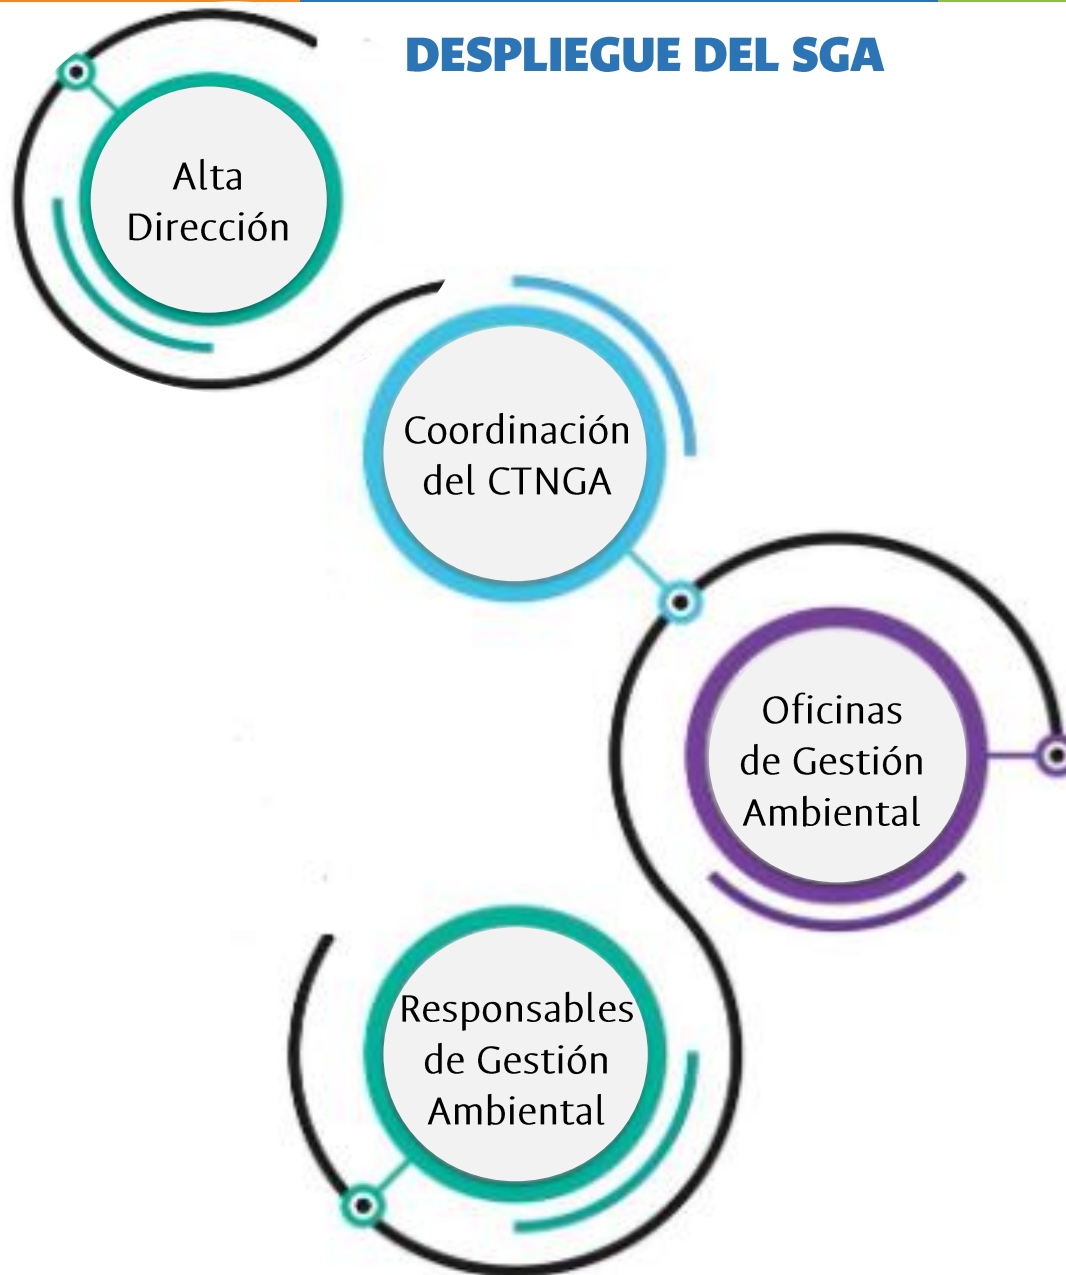 DESPLIEGUE DEL SGA
Alta
Dirección
Coordinación
del CTNGA
Oficinas
de Gestión
Ambiental
Responsables
de Gestión
Ambiental